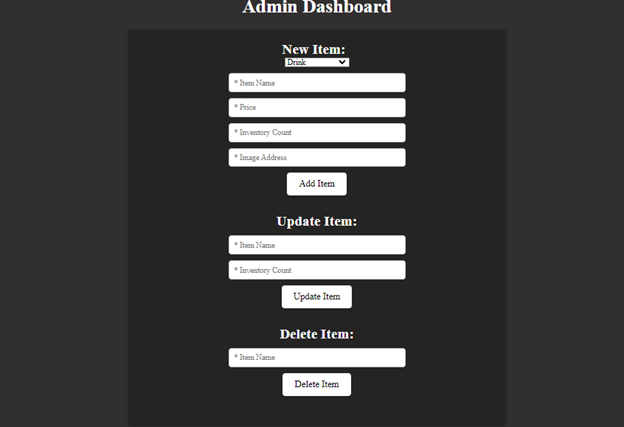 Admin Dashboard
New Item:
Drink
* Item Name
* Price
* Inventory Count
* Image Address
Add Item
Update Item:
* Item Name
* Inventory Count
Update Item
Delete Item:
* Item Name
Delete Item